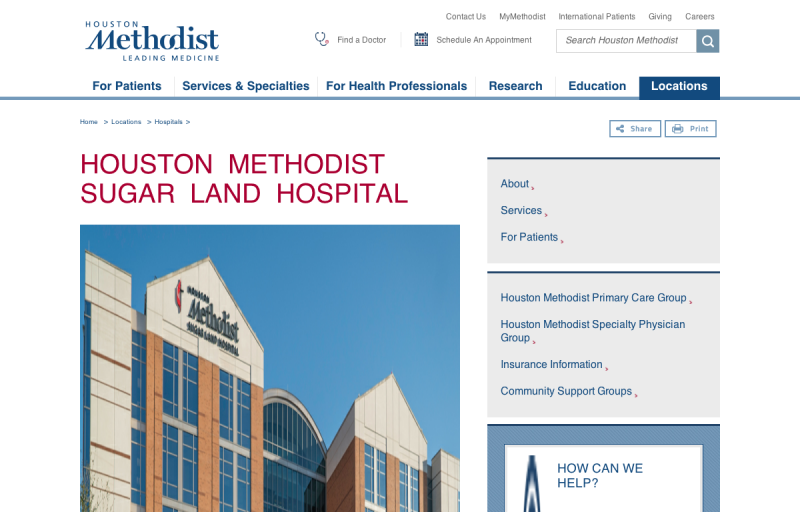 Contact Us MyMethodist International Patients Giving Careers
HOUSTON
Methodist
LEADING MEDICINE
Find a Doctor Schedule An Appointment Search Houston Methodist
For Patients Services & Specialties For Health Professionals Research Education Locations
Home > Locations > Hospitals >
Share Print
HOUSTON METHODIST
SUGAR LAND HOSPITAL
HOUSTON
Methodist
SUGAR LAND HOSPITAL
About
Services
For Patients
Houston Methodist Primary Care Group
Houston Methodist Specialty Physician
Group
Insurance Information
Community Support Groups
HOW CAN WE
HELP?